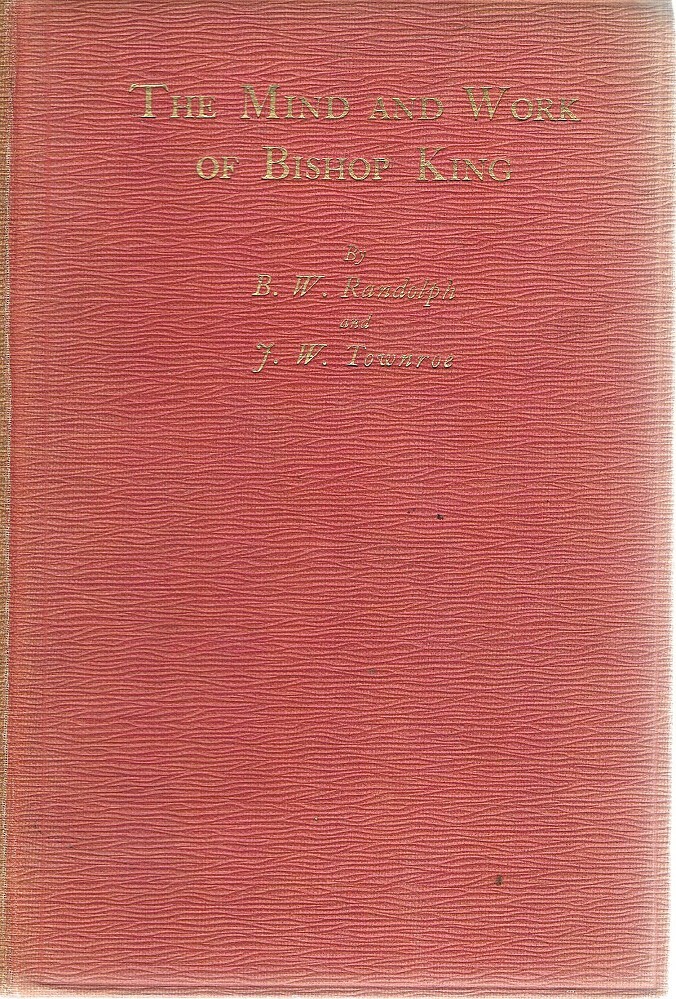 The Mind and Work
of Bishop King
By
B. W. Randolph
and
J. W. Townroe